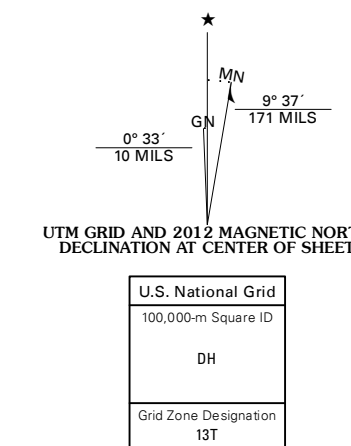 MN
9° 37´
171 MILS
GN
0° 33´
10 MILS
UTM GRID AND 2012 MAGNETIC
DECLINATION AT CENTER OF SHEET
U.S. National Grid
100,000-m Square ID
DH
Grid Zone Designation
13T